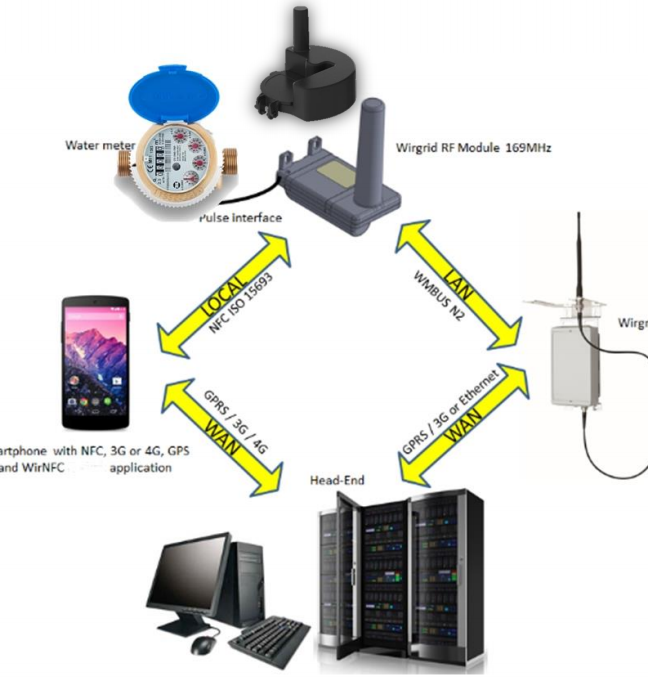 Water meter
Wirgrid RF Module 169MHz
Pulse interface
LOCAL
NFC ISO 15693
LAN
WMBUS N2
Wirgr
GPRS / 3G / 4G
WAN
GPRS / 3G or Ethernet
WAN
artphone with NFC, 3G or 4G, GPS
and WirNFC application
Head-End